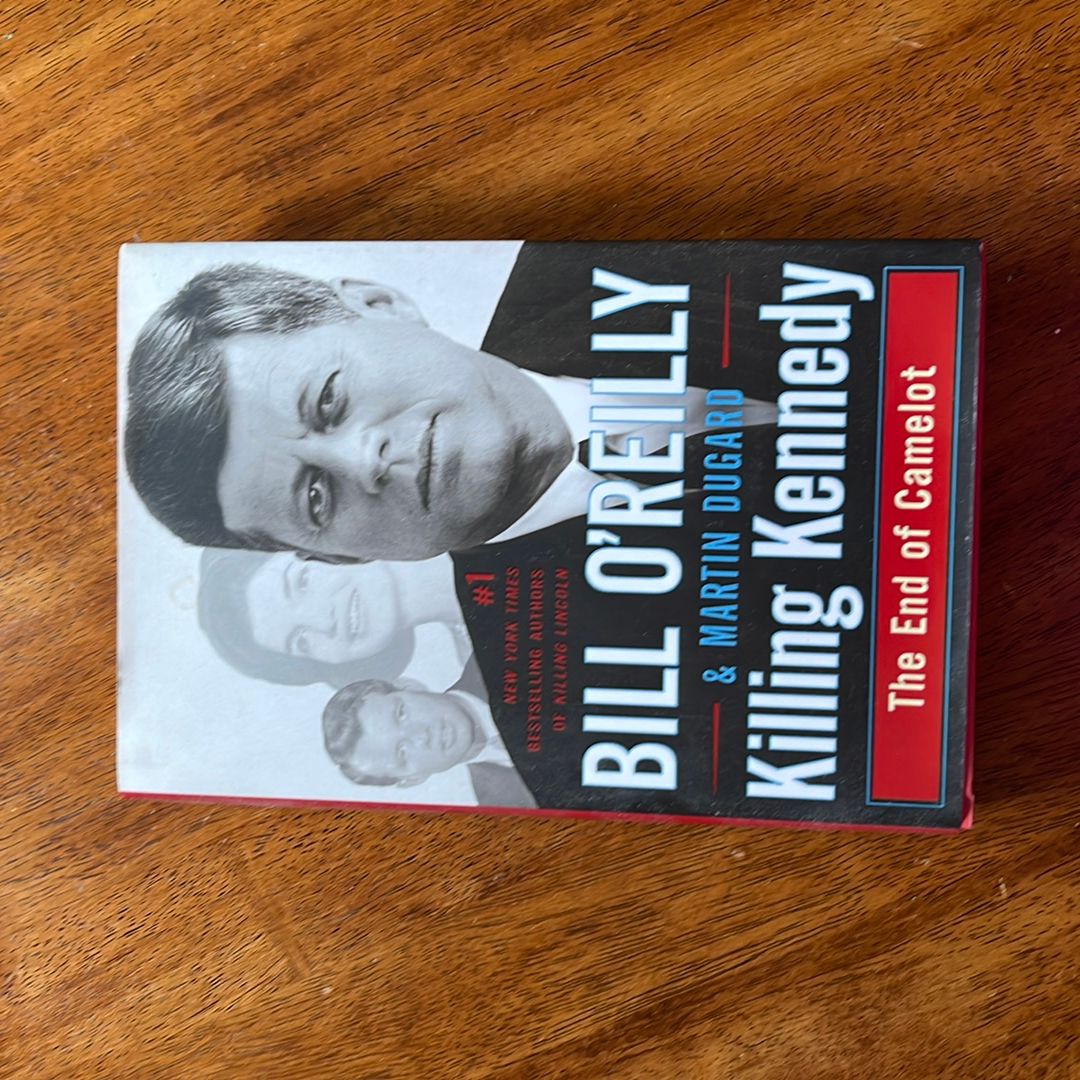 #1
NEW YORK TIMES
BESTSELLING AUTHORS
OF KILLING LINCOLN
BILL O'REILLY
& MARTIN DUGARD
Killing Kennedy
The End of Camelot